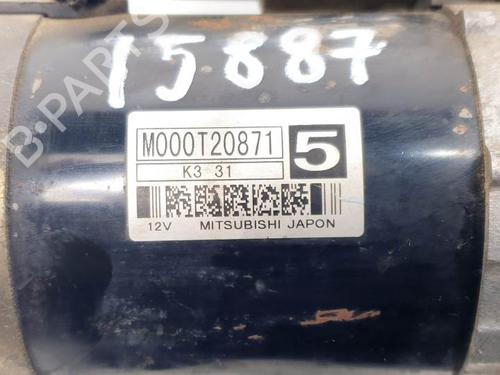 15887
M000T20871 5
K3 31
12V MITSUBISHI JAPON
B-PARTS